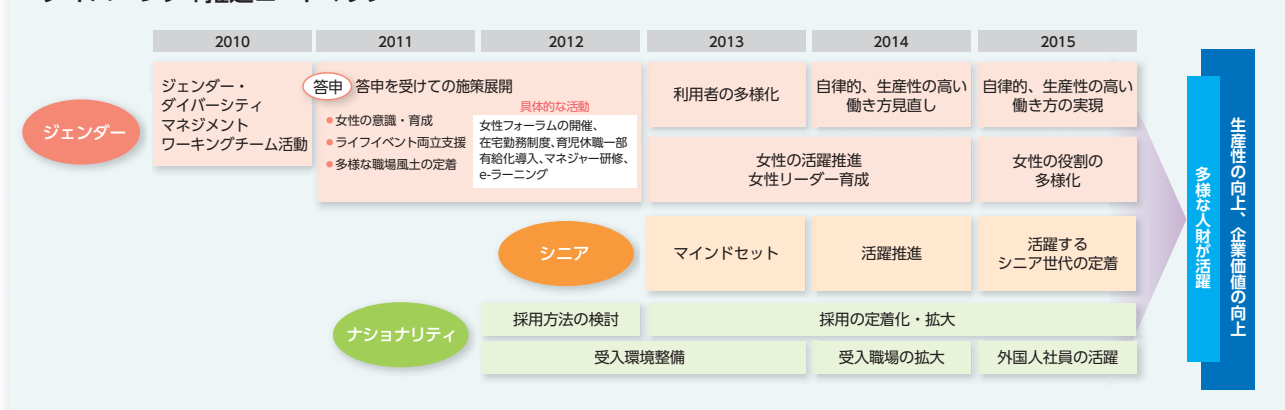 2010
2011
2012
2013
2014
2015
ジェンダー
ジェンダー・
ダイバーシティ
マネジメント
ワーキングチーム活動
答申
答申を受けての施策展開
●女性の意識・育成
●ライフイベント両立支援
●多様な職場風土の定着
具体的な活動
女性フォーラムの開催、
在宅勤務制度、育児休職一部
有給化導入、マネジャー研修、
e-ラーニング
利用者の多様化
自律的、生産性の高い
働き方見直し
自律的、生産性の高い
働き方の実現
女性の活躍推進
女性リーダー育成
女性の役割の
多様化
シニア
マインドセット
活躍推進
活躍する
シニア世代の定着
ナショナリティ
採用方法の検討
採用の定着化・拡大
受入環境整備
受入職場の拡大
外国人社員の活躍
多様な人財が活躍
生産性の向上、企業価値の向上